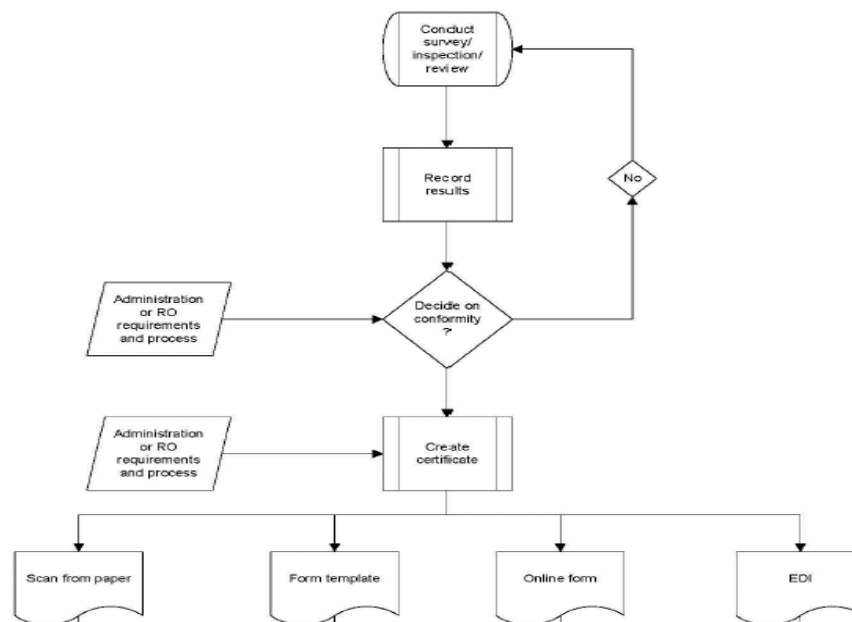 Conduct
survey/
inspection/
review
Record
results
No
Administration
or RO
requirements
and process
Decide on
conformity
?
Administration
or RO
requirements
and process
Create
certificate
Scan from paper
Form template
Online form
EDI